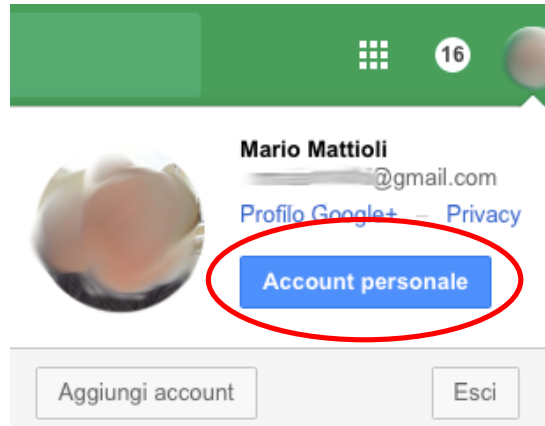 16
Mario Mattioli
@gmail.com
Profilo Google+ – Privacy
Account personale
Aggiungi account Esci